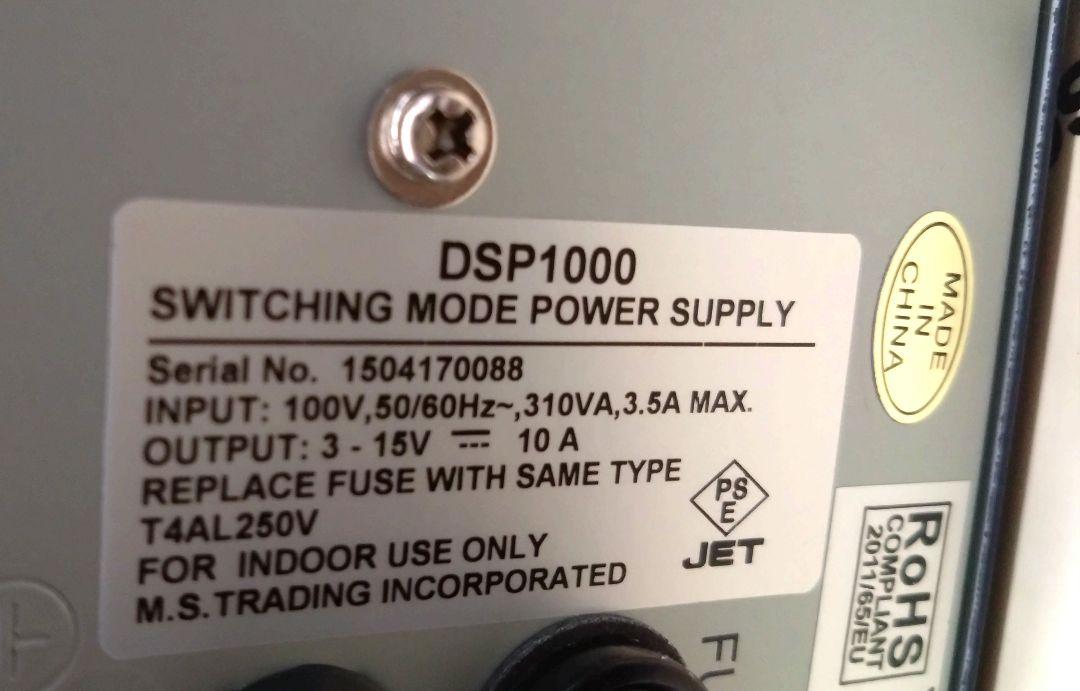 DSP1000
SWITCHING MODE POWER SUPPLY
Serial No. 1504170088
INPUT: 100V,50/60Hz~,310VA,3.5A MAX.
OUTPUT: 3 - 15V ⎓ 10 A
REPLACE FUSE WITH SAME TYPE
T4AL250V
FOR INDOOR USE ONLY
M.S.TRADING INCORPORATED
PS
E
JET
MADE
IN
CHINA
RoHS
COMPLIANT
2011/65/EU